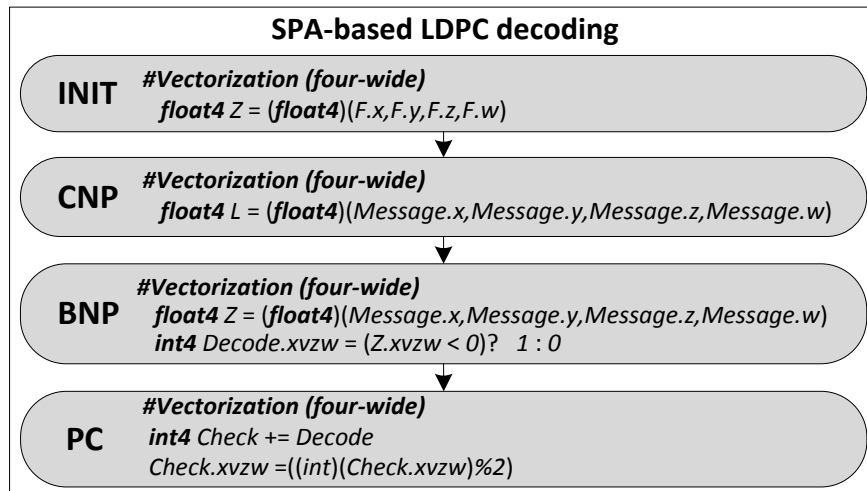 SPA-based LDPC decoding
INIT
#Vectorization (four-wide)
float4 Z = (float4)(F.x,F.y,F.z,F.w)
CNP
#Vectorization (four-wide)
float4 L = (float4)(Message.x,Message.y,Message.z,Message.w)
BNP
#Vectorization (four-wide)
float4 Z = (float4)(Message.x,Message.y,Message.z,Message.w)
int4 Decode.xvzw = (Z.xvzw < 0)? 1 : 0
PC
#Vectorization (four-wide)
int4 Check += Decode
Check.xvzw =((int)(Check.xvzw)%2)